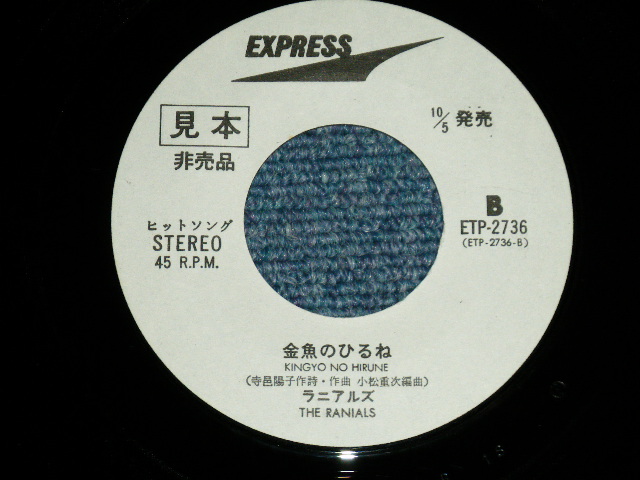 EXPRESS
見本
非売品
10/5 発売
ヒットソング
STEREO
45 R.P.M.
B
ETP-2736
(ETP-2736-B)
金魚のひるね
KINGYO NO HIRUNE
(寺邑陽子作詩・作曲 小松重次編曲)
ラニアルズ
THE RANIALS